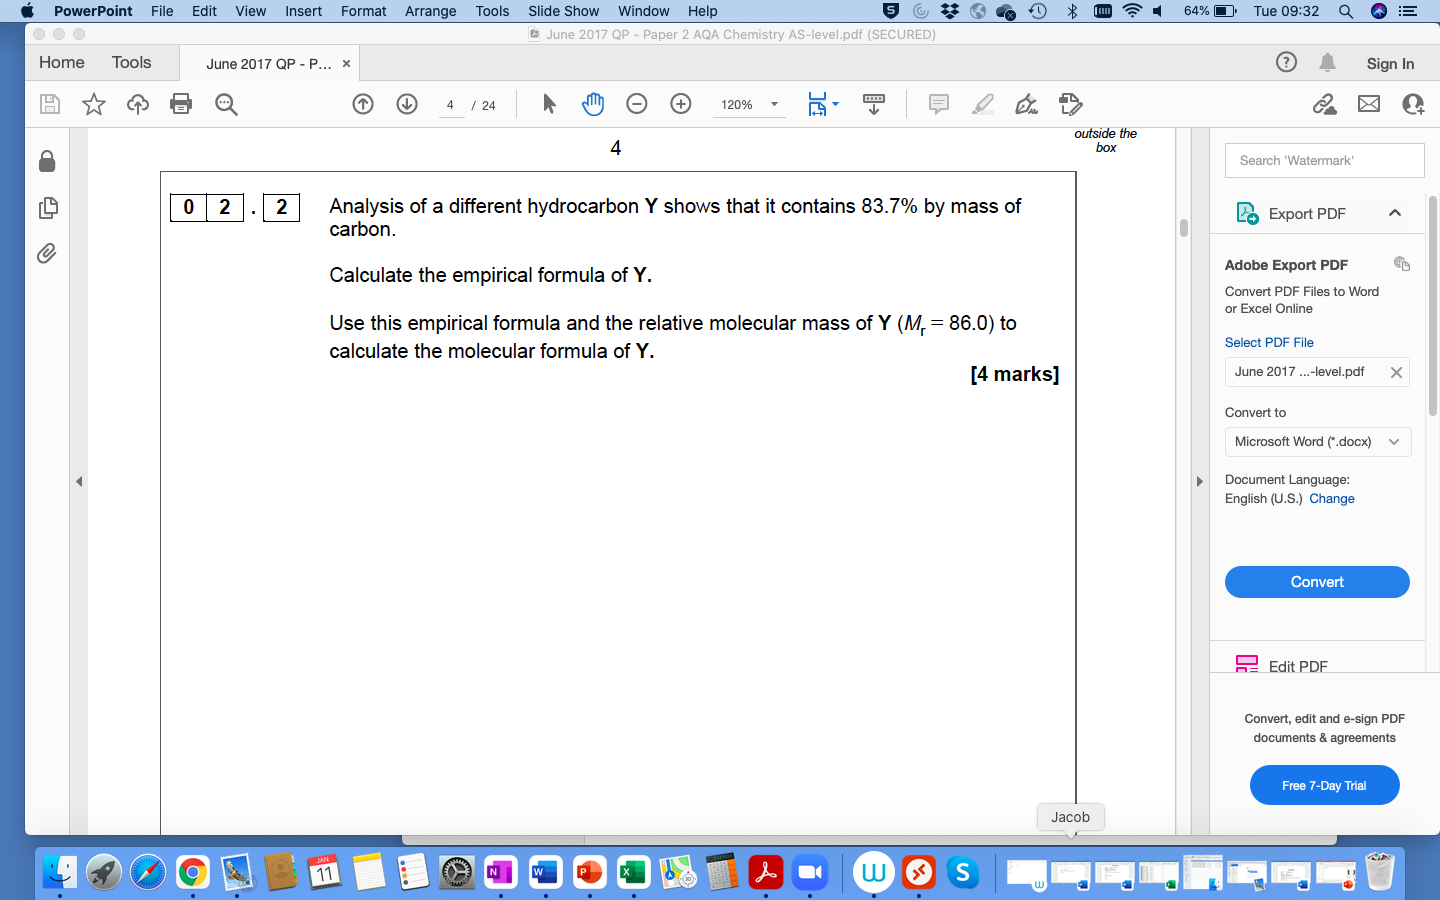 PowerPoint File Edit View Insert Format Arrange Tools Slide Show Window Help 64% Tue 09:32
June 2017 QP - Paper 2 AQA Chemistry AS-level.pdf (SECURED)
Home Tools June 2017 QP - P... × Sign In
4 / 24 120%
outside the
box
4
0 2 . 2 Analysis of a different hydrocarbon Y shows that it contains 83.7% by mass of
carbon.
Calculate the empirical formula of Y.
Use this empirical formula and the relative molecular mass of Y (Mr = 86.0) to
calculate the molecular formula of Y.
[4 marks]
Search 'Watermark'
Export PDF
Adobe Export PDF
Convert PDF Files to Word
or Excel Online
Select PDF File
June 2017 ...-level.pdf
Convert to
Microsoft Word (*.docx)
Document Language:
English (U.S.) Change
Convert
Edit PDF
Convert, edit and e-sign PDF
documents & agreements
Free 7-Day Trial
Jacob
JAN
11
N W P X W S